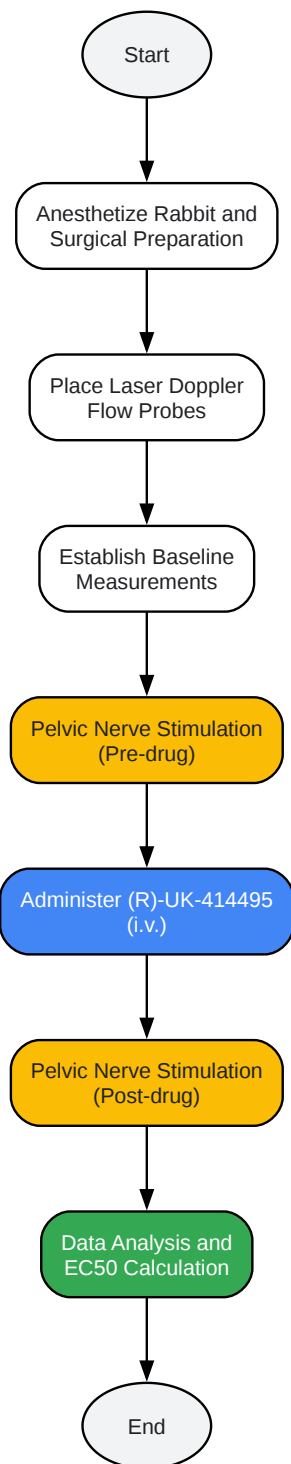 Start
Anesthetize Rabbit and
Surgical Preparation
Place Laser Doppler
Flow Probes
Establish Baseline
Measurements
Pelvic Nerve Stimulation
(Pre-drug)
Administer (R)-UK-414495
(i.v.)
Pelvic Nerve Stimulation
(Post-drug)
Data Analysis and
EC50 Calculation
End